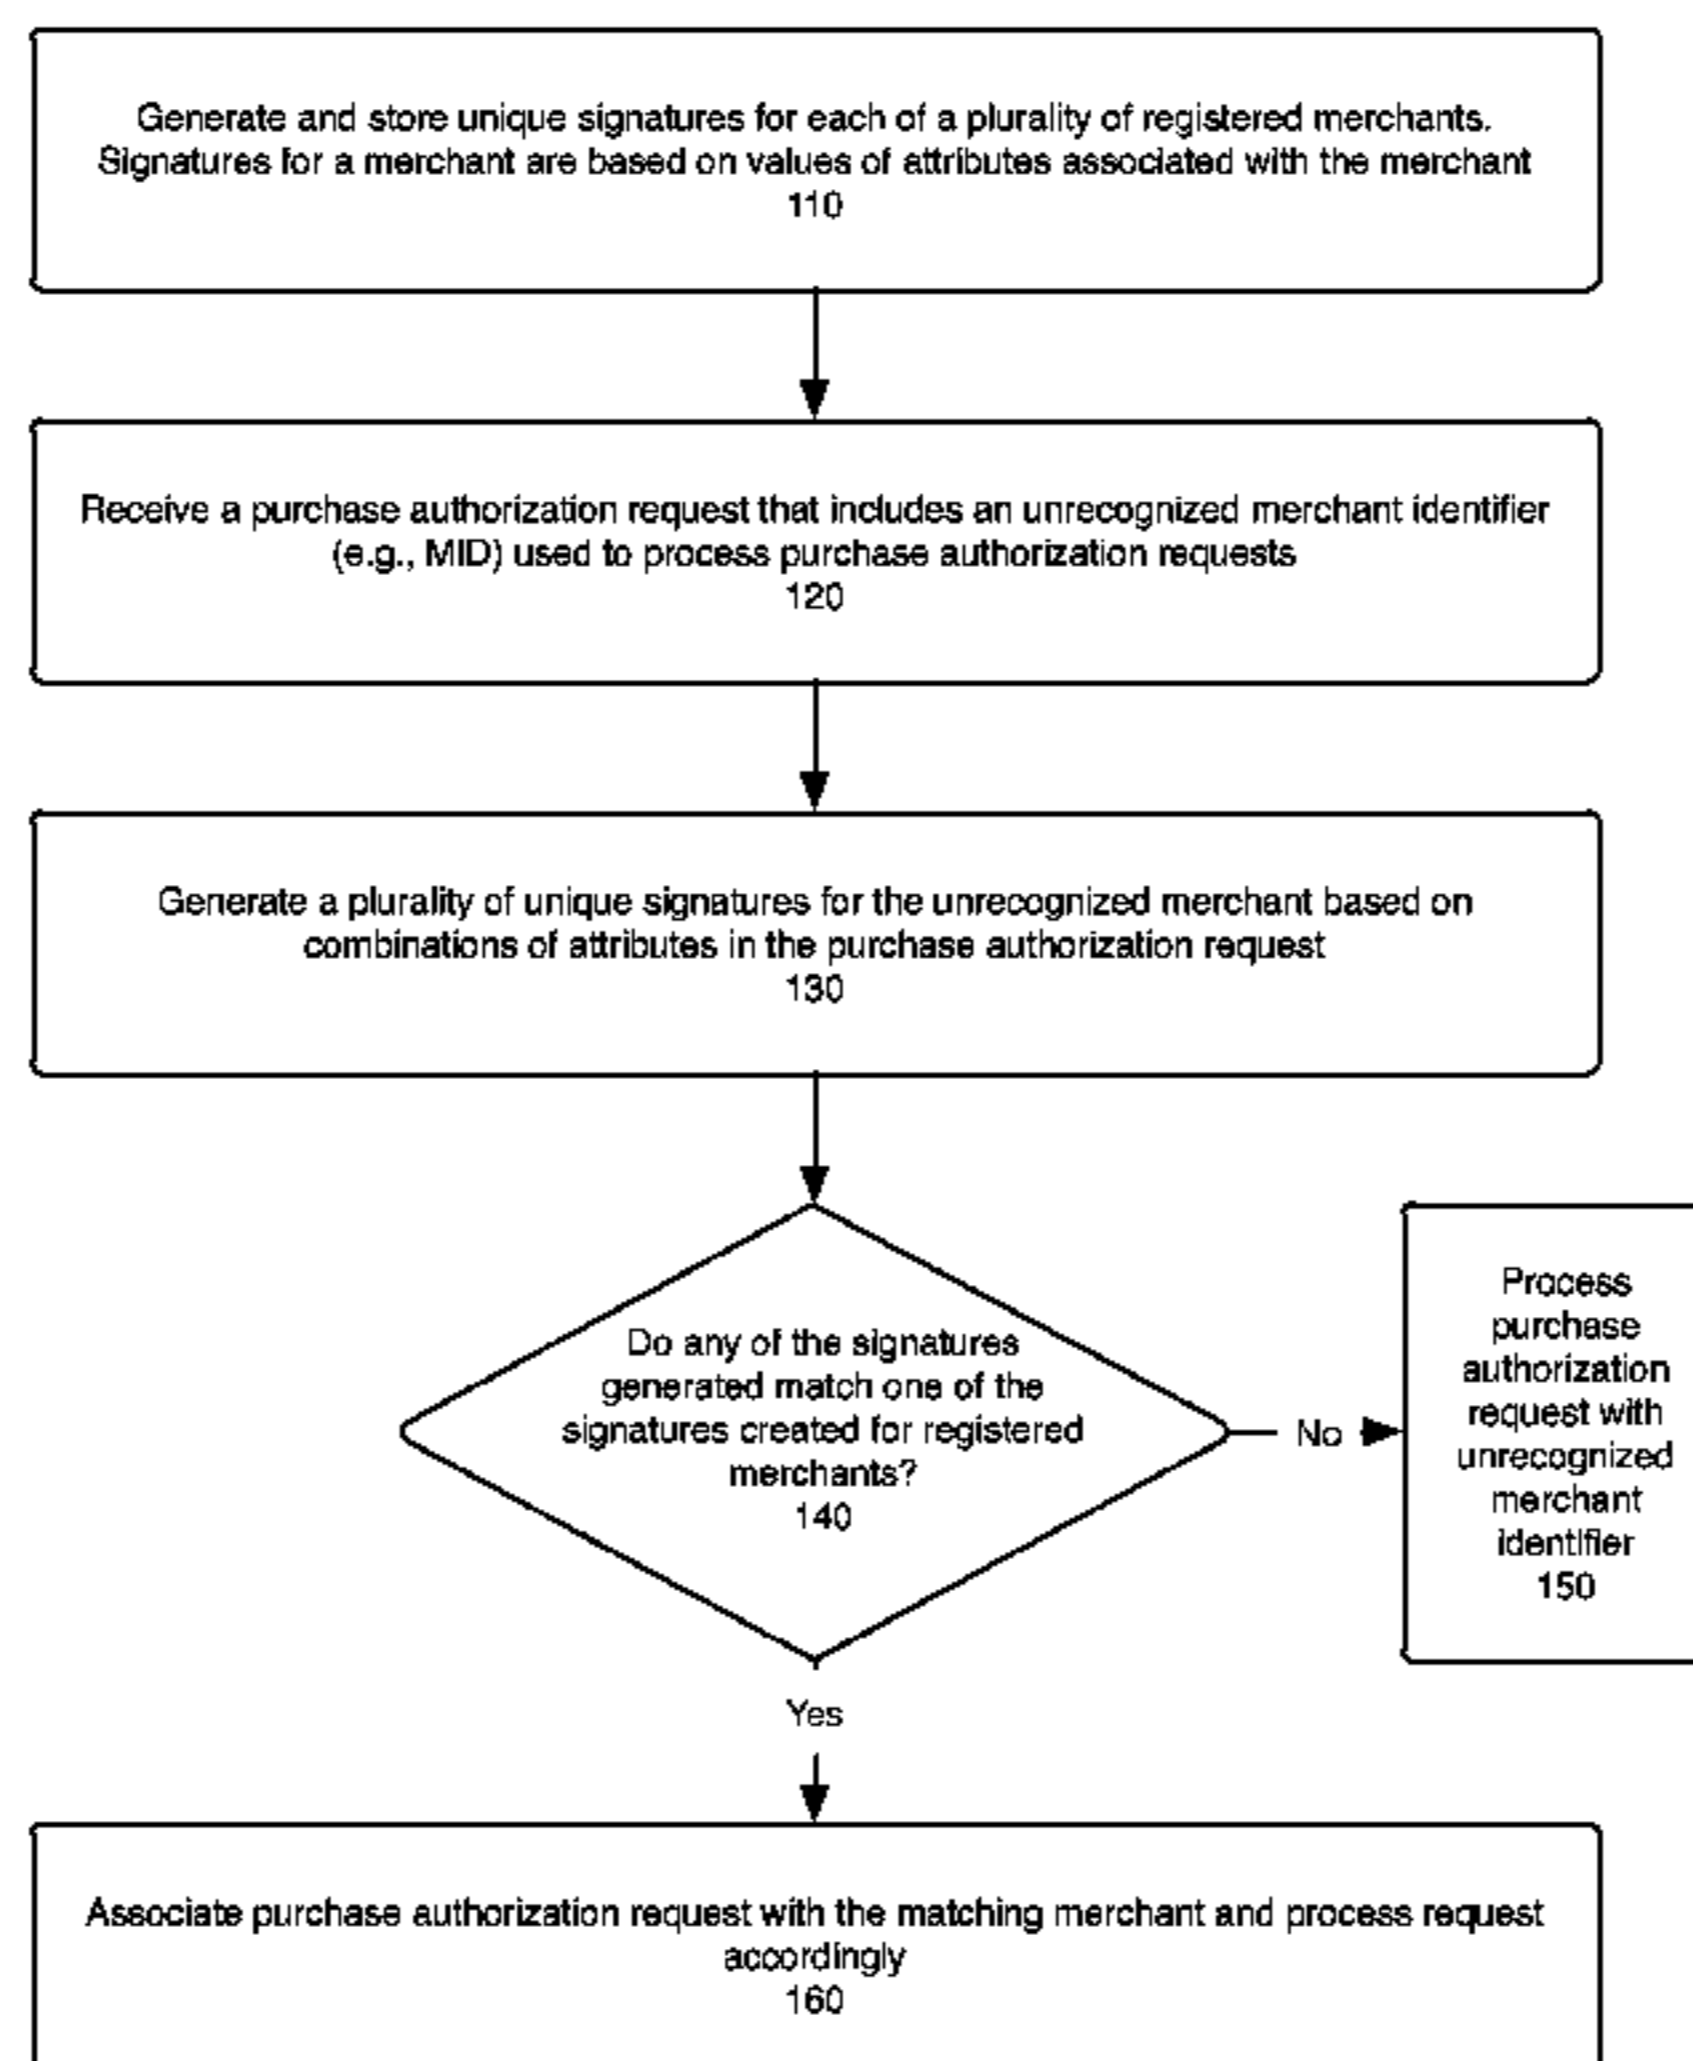 Generate and store unique signatures for each of a plurality of registered merchants.
Signatures for a merchant are based on values of attributes associated with the merchant
110
Receive a purchase authorization request that includes an unrecognized merchant identifier
(e.g., MID) used to process purchase authorization requests
120
Generate a plurality of unique signatures for the unrecognized merchant based on
combinations of attributes in the purchase authorization request
130
Do any of the signatures
generated match one of the
signatures created for registered
merchants?
140
No
Process
purchase
authorization
request with
unrecognized
merchant
identifier
150
Yes
Associate purchase authorization request with the matching merchant and process request
accordingly
160